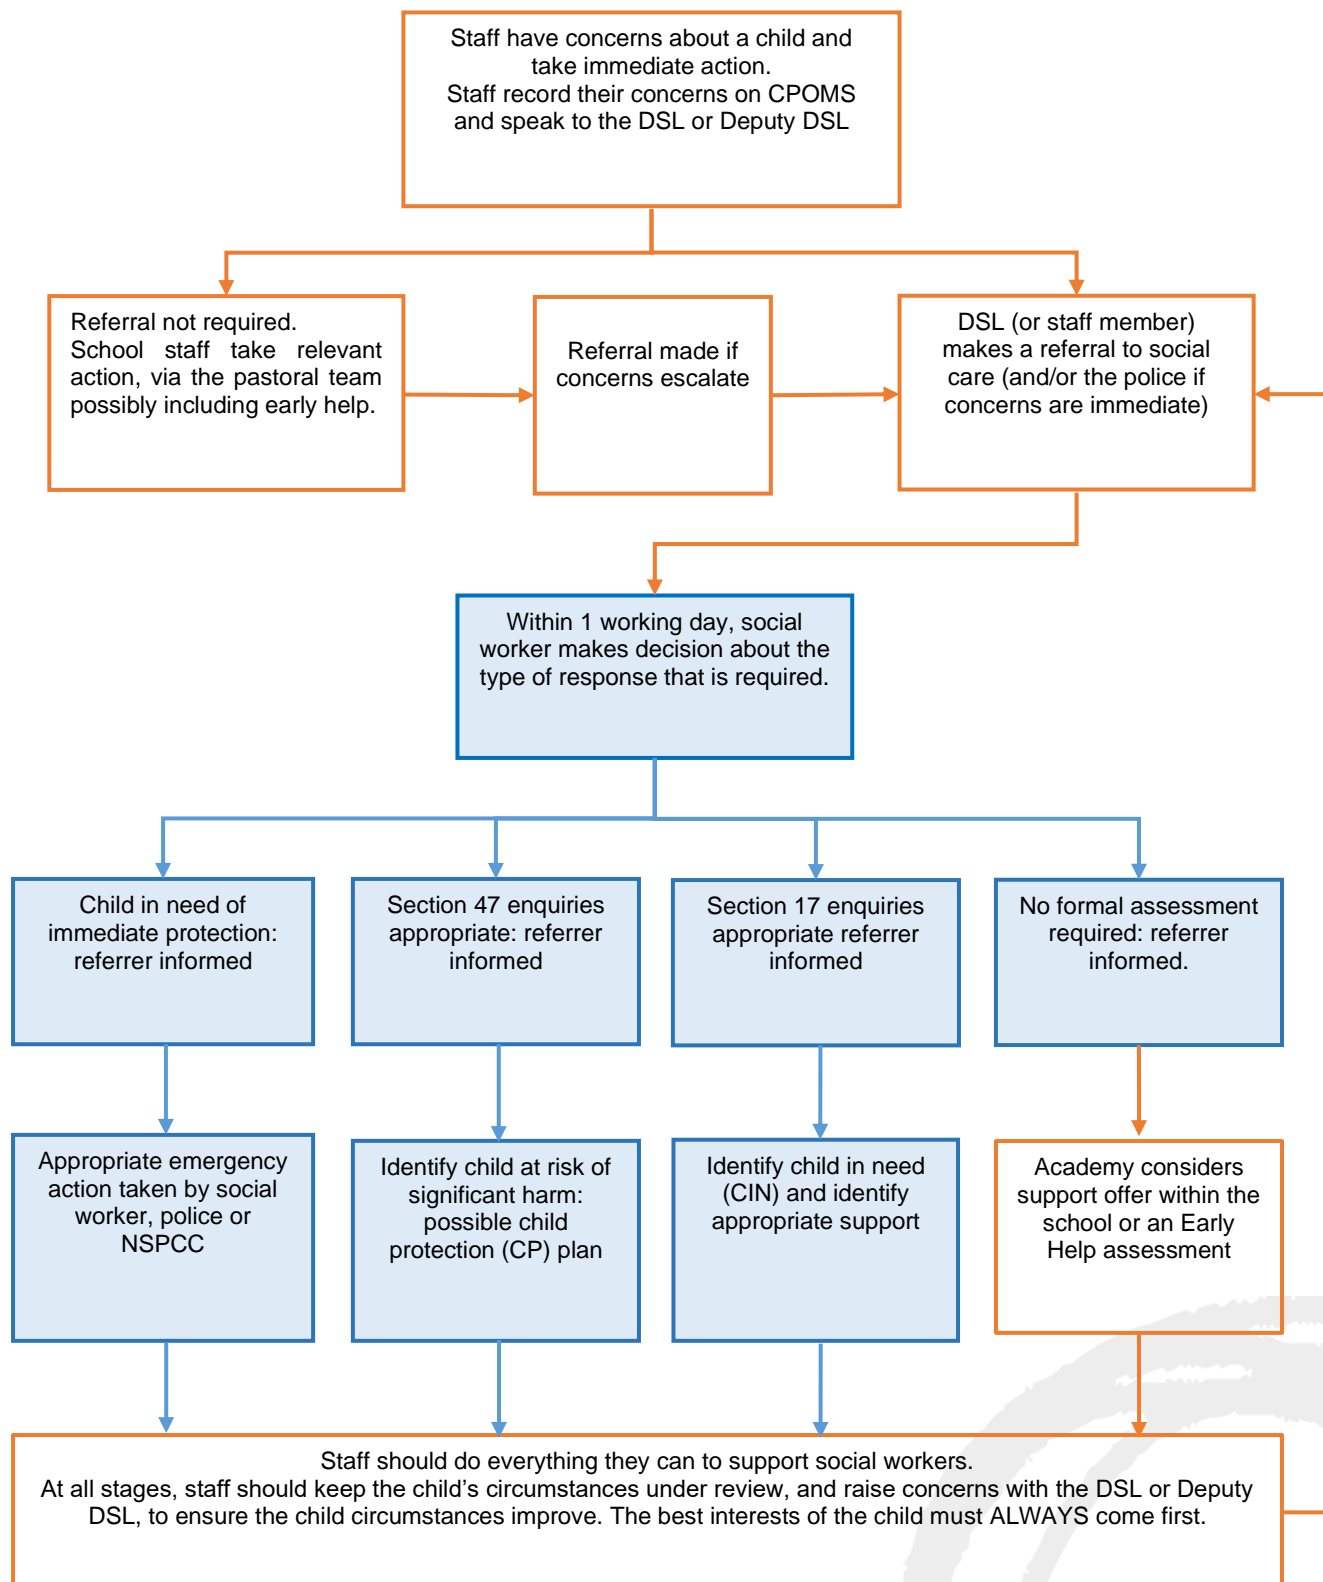 Staff have concerns about a child and
take immediate action.
Staff record their concerns on CPOMS
and speak to the DSL or Deputy DSL
Referral not required.
School staff take relevant
action, via the pastoral team
possibly including early help.
Referral made if
concerns escalate
DSL (or staff member)
makes a referral to social
care (and/or the police if
concerns are immediate)
Within 1 working day, social
worker makes decision about the
type of response that is required.
Child in need of
immediate protection:
referrer informed
Section 47 enquiries
appropriate: referrer
informed
Section 17 enquiries
appropriate referrer
informed
No formal assessment
required: referrer
informed.
Appropriate emergency
action taken by social
worker, police or
NSPCC
Identify child at risk of
significant harm:
possible child
protection (CP) plan
Identify child in need
(CIN) and identify
appropriate support
Academy considers
support offer within the
school or an Early
Help assessment
Staff should do everything they can to support social workers.
At all stages, staff should keep the child’s circumstances under review, and raise concerns with the DSL or Deputy
DSL, to ensure the child circumstances improve. The best interests of the child must ALWAYS come first.